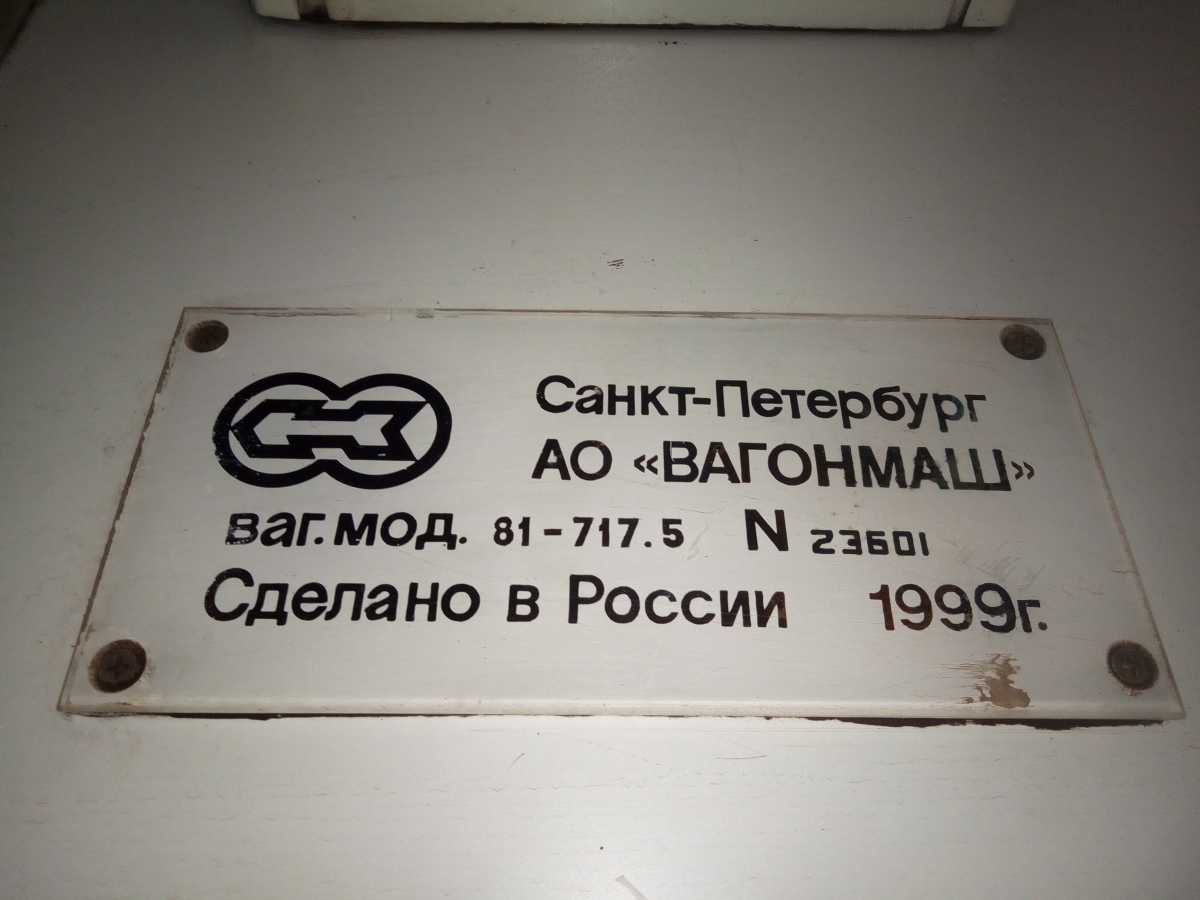 Санкт-Петербург
АО «ВАГОНМАШ»
ваг. мод. 81-717.5 N 23601
Сделано в России 1999г.